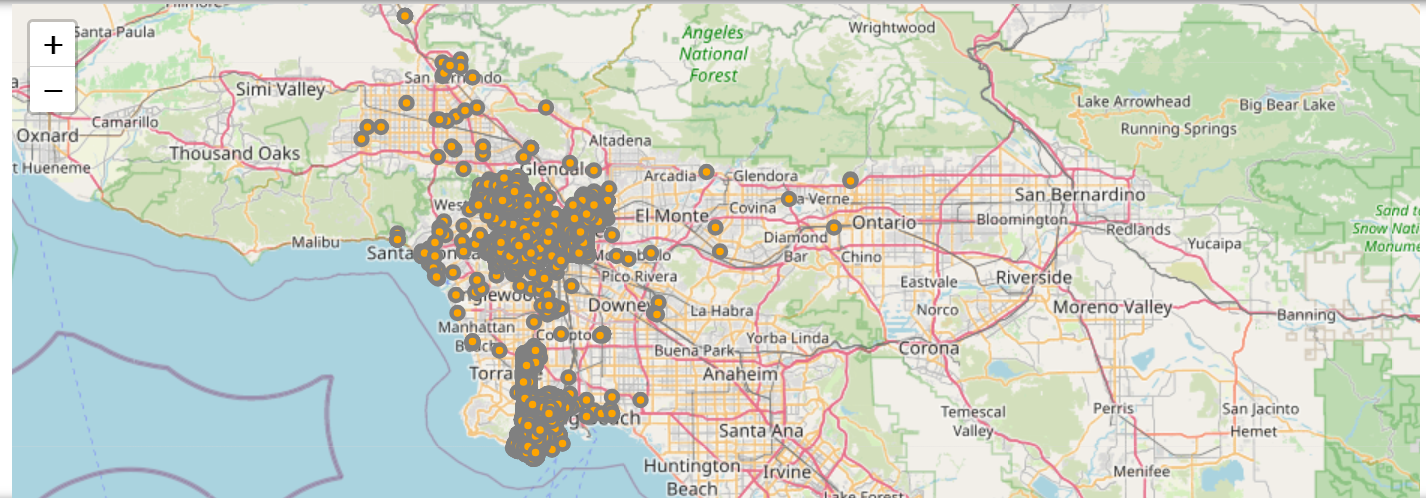 Fillmore
Santa Paula
Wrightwood
Angeles
National
Forest
+
−
San
Simi Valley
Lake Arrowhead
Big Bear Lake
Camarillo
Oxnard
Running Springs
Altadena
Thousand Oaks
t Hueneme
Glendale
Arcadia
Glendora
San Bernardino
La Verne
Covina
El Monte
Ontario
Bloomington
Redlands
Sand to
Snow Nati
Monume
Diamond
Bar
Chino
Yucaipa
Malibu
Pico Rivera
Riverside
Eastvale
Norco
Moreno Valley
Downey
La Habra
Banning
Manhattan
Beach
Compton
Yorba Linda
Buena Park
Corona
Anaheim
Temescal
Valley
Perris
San Jacinto
Hemet
Santa Ana
Huntington
Beach
Irvine
Menifee
Lake Forest